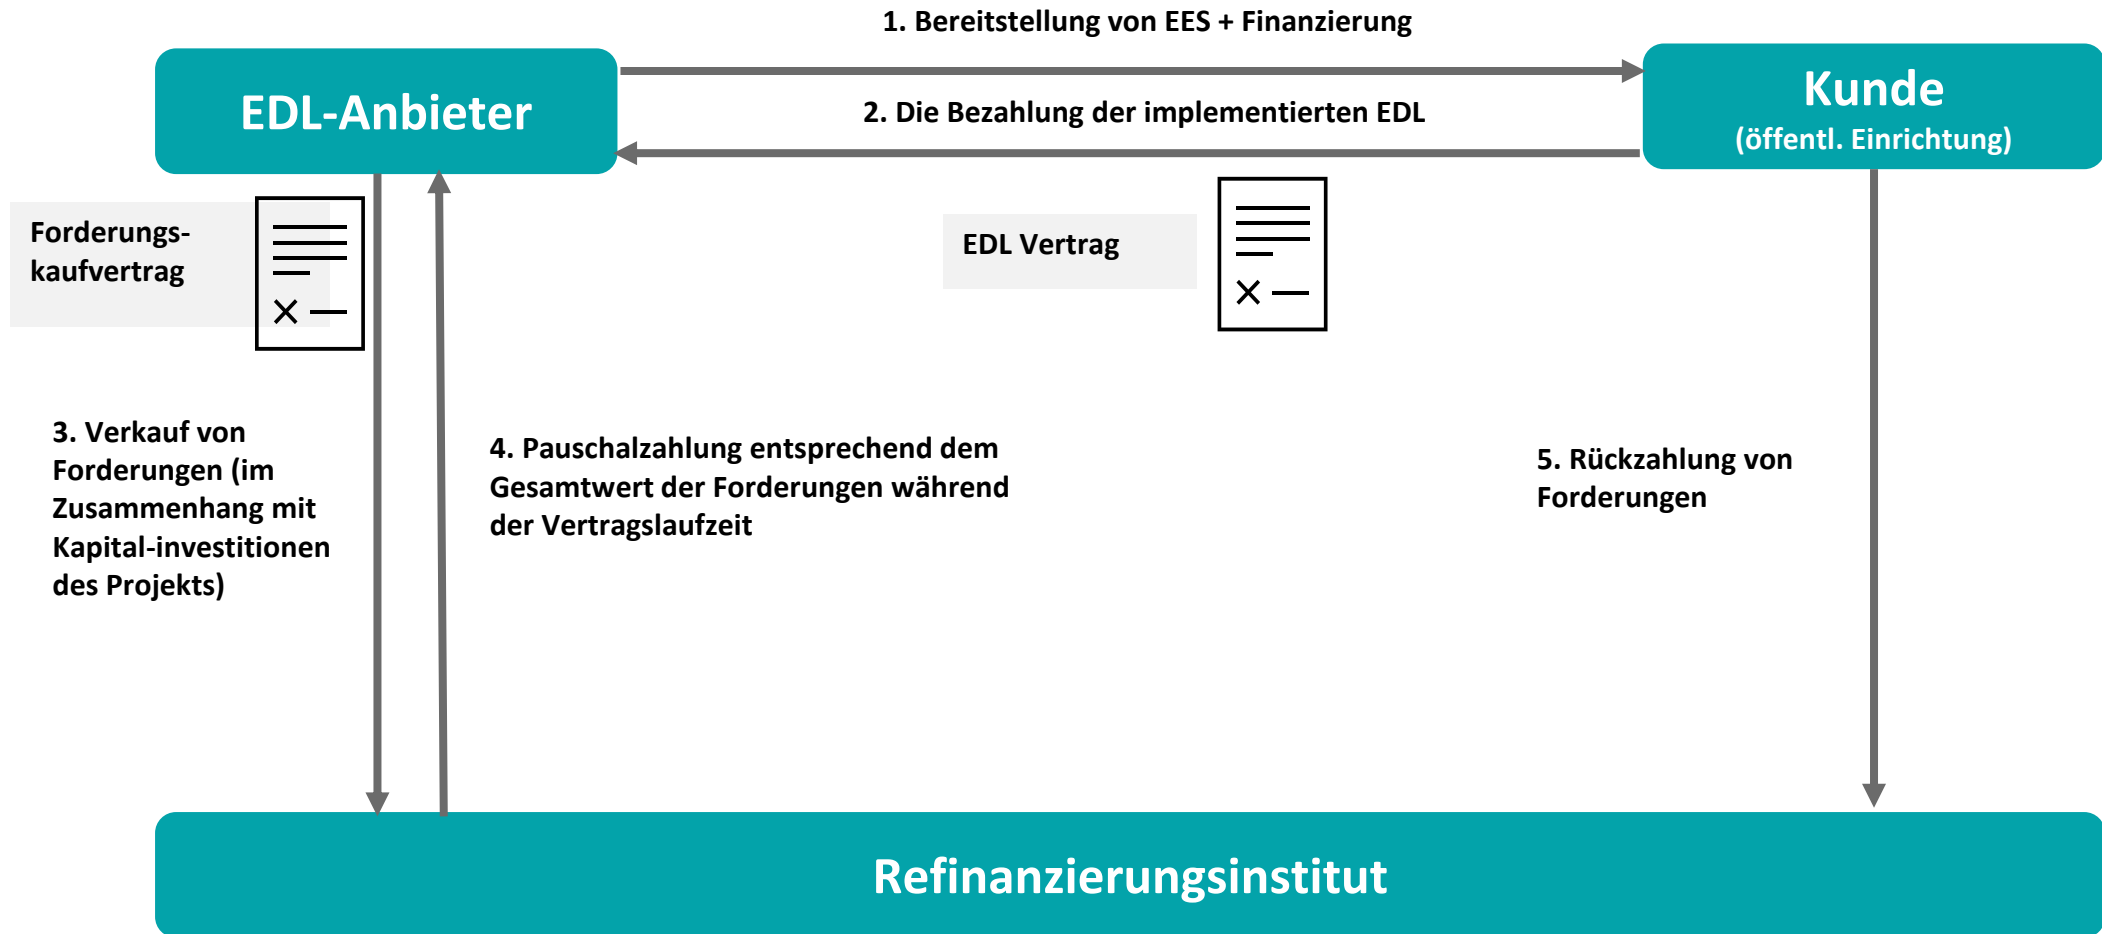 1. Bereitstellung von EES + Finanzierung
EDL-Anbieter
Kunde
(öffentl. Einrichtung)
2. Die Bezahlung der implementierten EDL
Forderungs-
kaufvertrag
EDL Vertrag
3. Verkauf von
Forderungen (im
Zusammenhang mit
Kapital-investitionen
des Projekts)
4. Pauschalzahlung entsprechend dem
Gesamtwert der Forderungen während
der Vertragslaufzeit
5. Rückzahlung von
Forderungen
Refinanzierungsinstitut